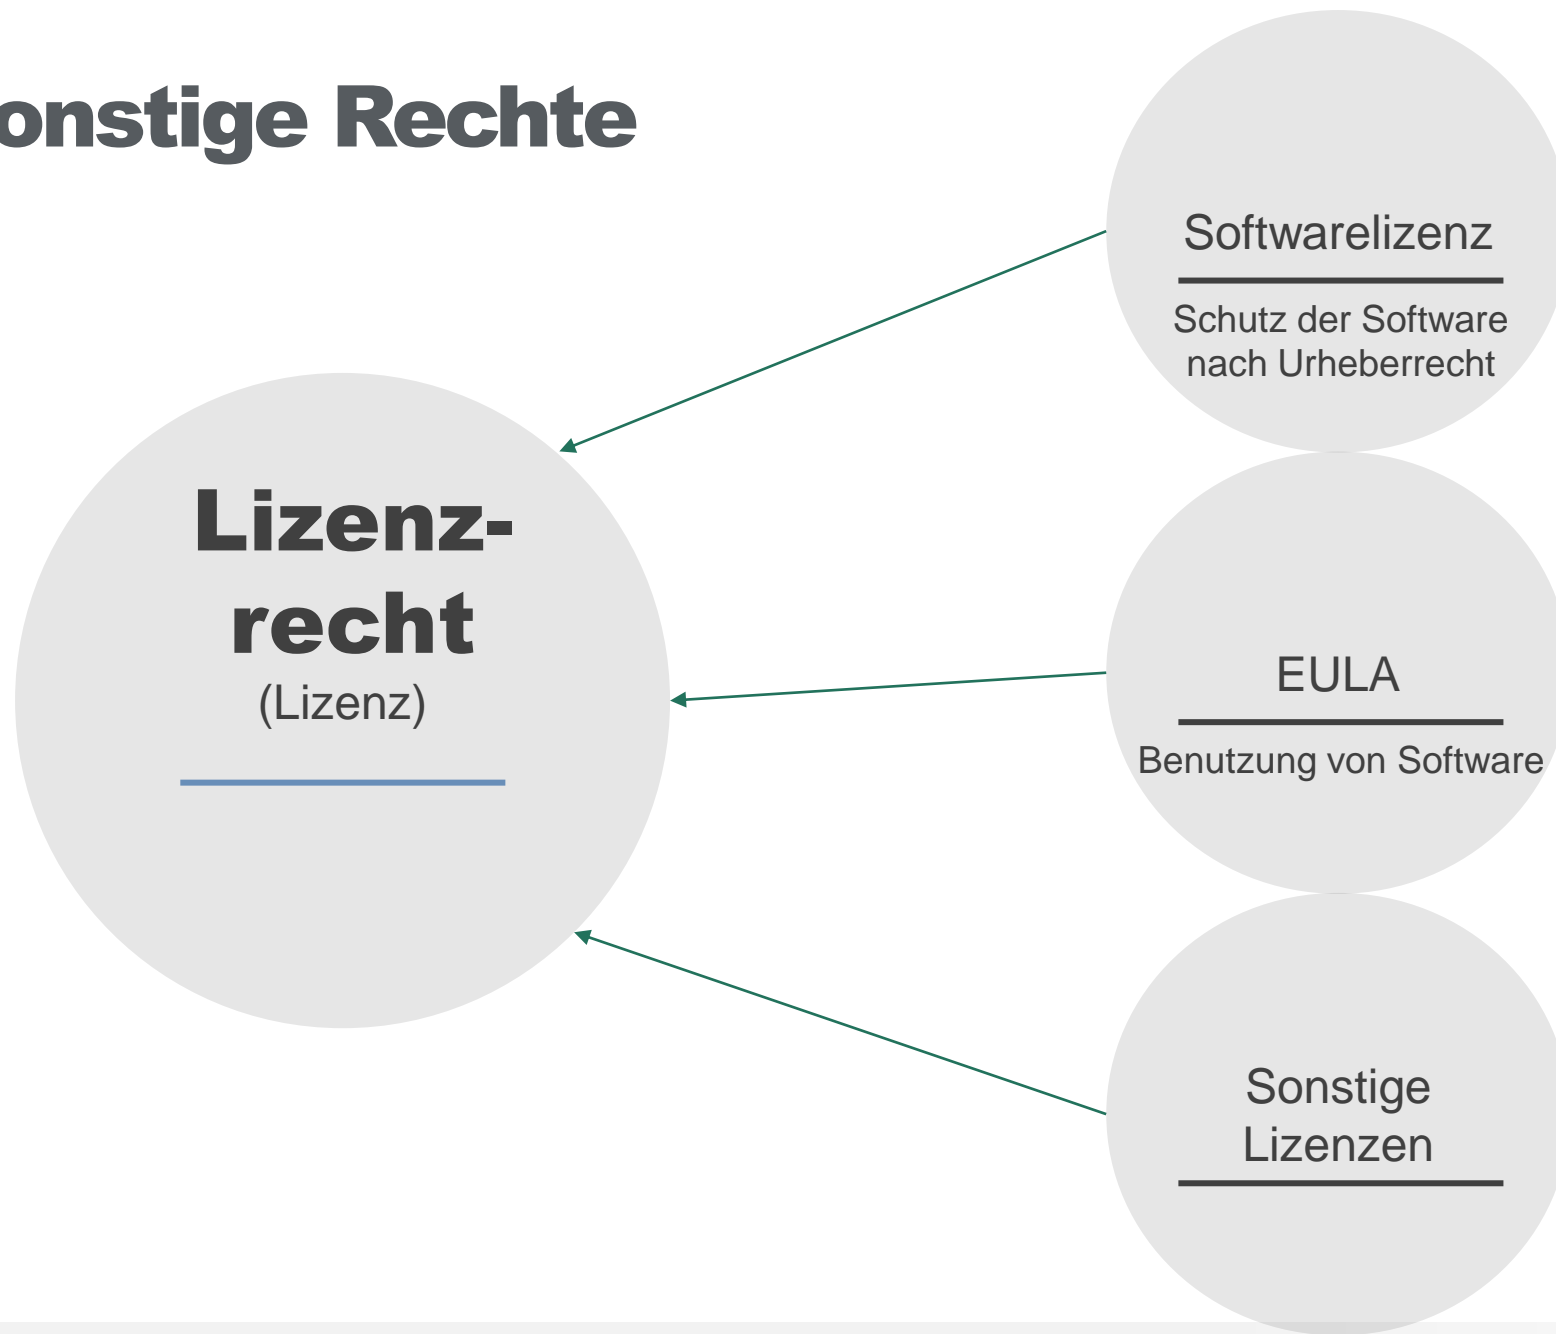 onstige Rechte
Softwarelizenz
Schutz der Software
nach Urheberrecht
Lizenz-
recht
(Lizenz)
EULA
Benutzung von Software
Sonstige
Lizenzen